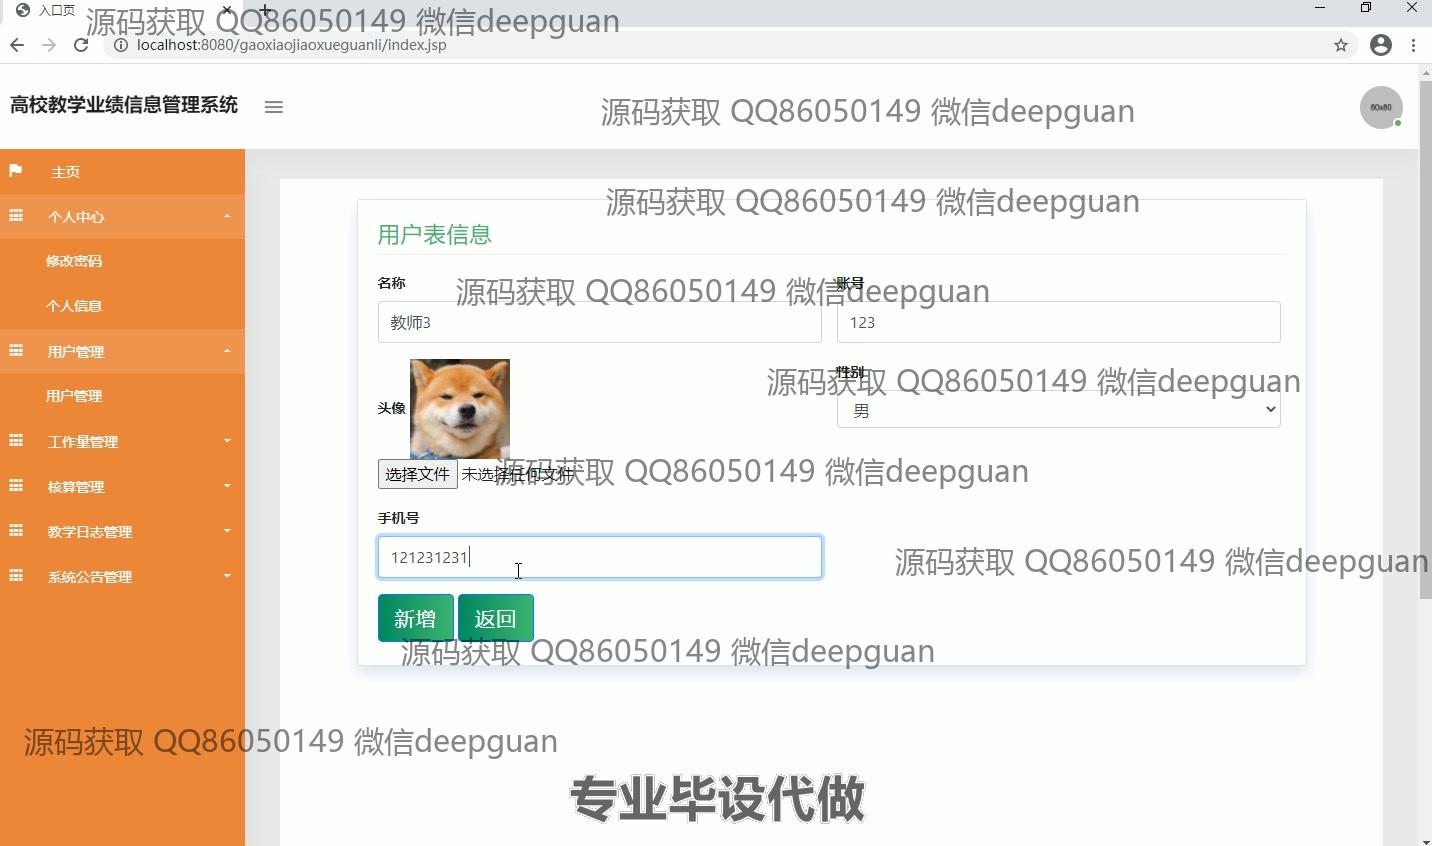 入口页
源码获取 QQ86050149 微信deepguan
localhost:8080/gaoxiaojiaoxueguanli/index.jsp
高校教学业绩信息管理系统
源码获取 QQ86050149 微信deepguan
80x80
主页
个人中心
修改密码
个人信息
用户管理
用户管理
工作量管理
核算管理
教学日志管理
系统公告管理
源码获取 QQ86050149 微信deepguan
用户表信息
名称
账号
源码获取 QQ86050149 微信deepguan
教师3
123
性别
源码获取 QQ86050149 微信deepguan
头像
男
选择文件 未选择任何文件
源码获取 QQ86050149 微信deepguan
手机号
121231231
源码获取 QQ86050149 微信deepguan
新增
返回
源码获取 QQ86050149 微信deepguan
源码获取 QQ86050149 微信deepguan
专业毕设代做